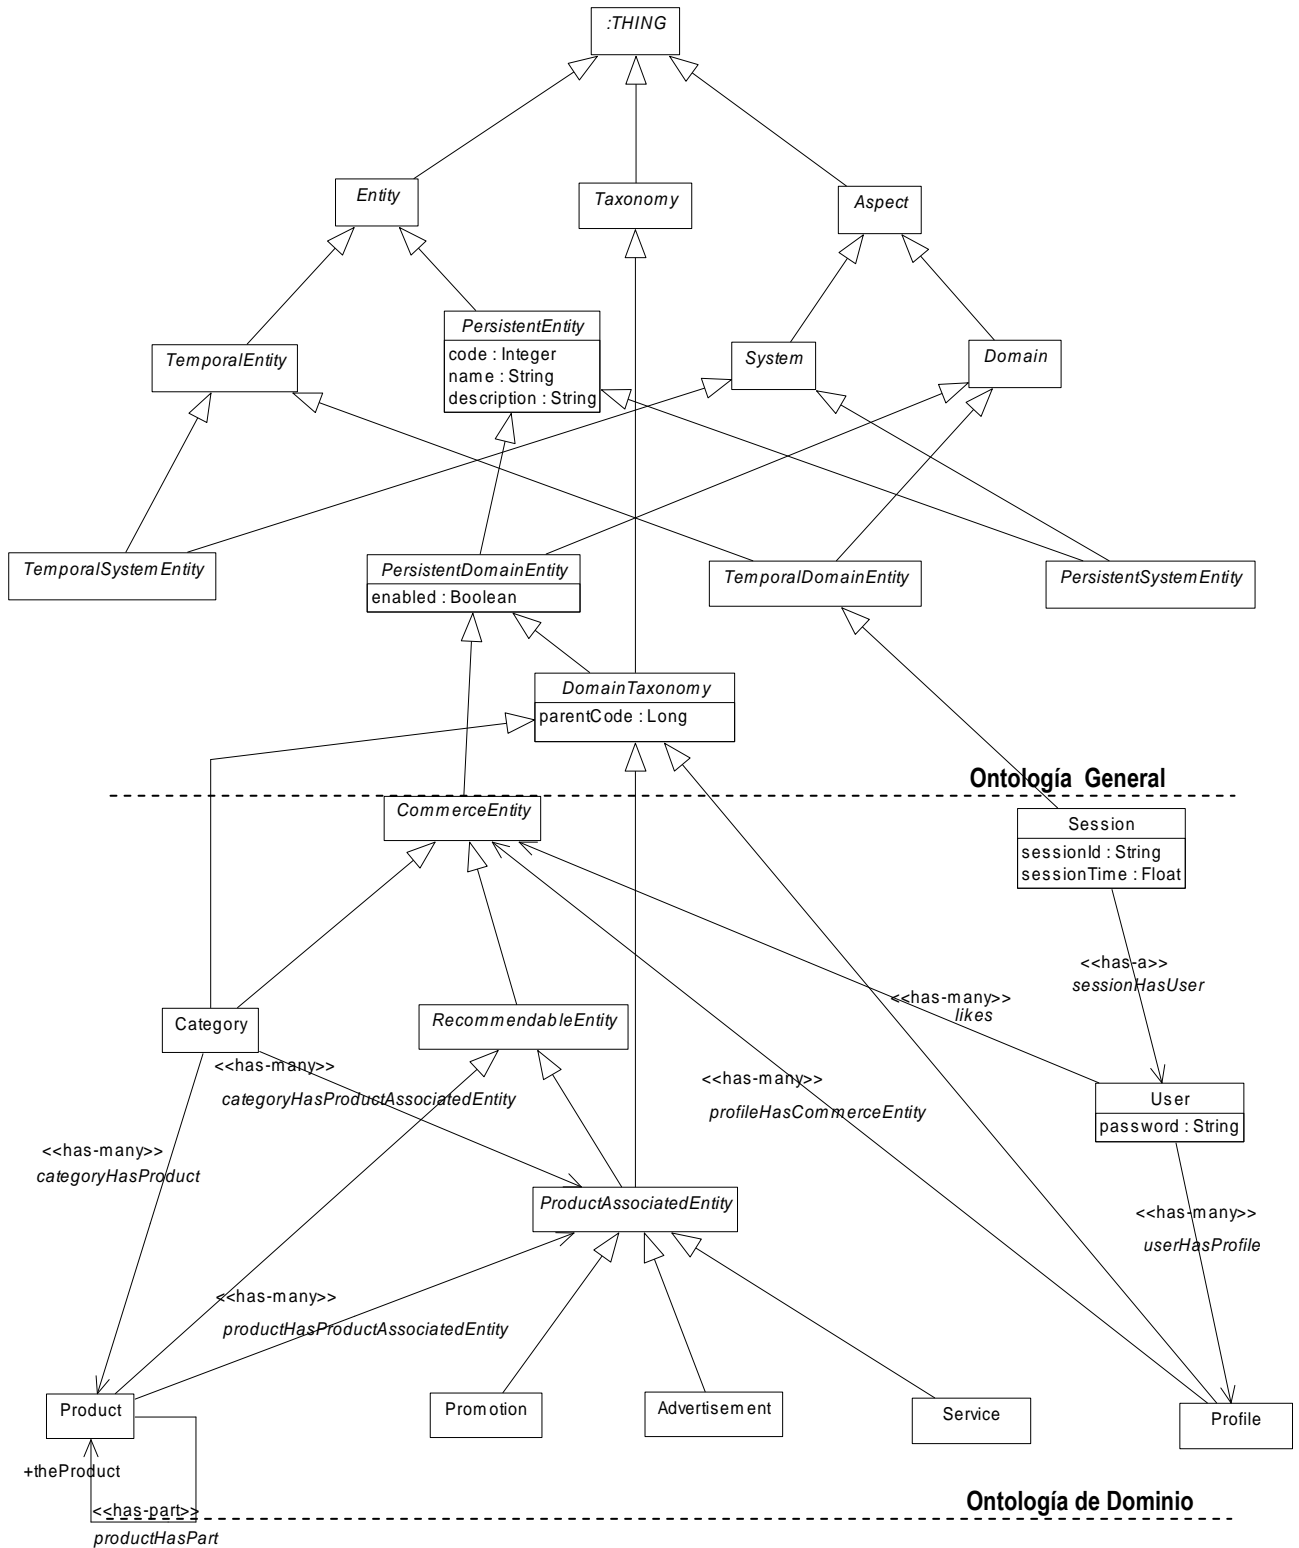 :THING
Entity
Taxonomy
Aspect
PersistentEntity
code : Integer
name : String
description : String
TemporalEntity
System
Domain
TemporalSystemEntity
PersistentDomainEntity
enabled : Boolean
TemporalDomainEntity
PersistentSystemEntity
DomainTaxonomy
parentCode : Long
Ontología General
CommerceEntity
Session
sessionId : String
sessionTime : Float
<<has-a>>
sessionHasUser
<<has-many>>
likes
Category
RecommendableEntity
<<has-many>>
categoryHasProductAssociatedEntity
<<has-many>>
profileHasCommerceEntity
User
password : String
<<has-many>>
categoryHasProduct
ProductAssociatedEntity
<<has-many>>
userHasProfile
<<has-many>>
productHasProductAssociatedEntity
Product
Promotion
Advertisement
Service
Profile
+theProduct
<<has-part>>
productHasPart
Ontología de Dominio